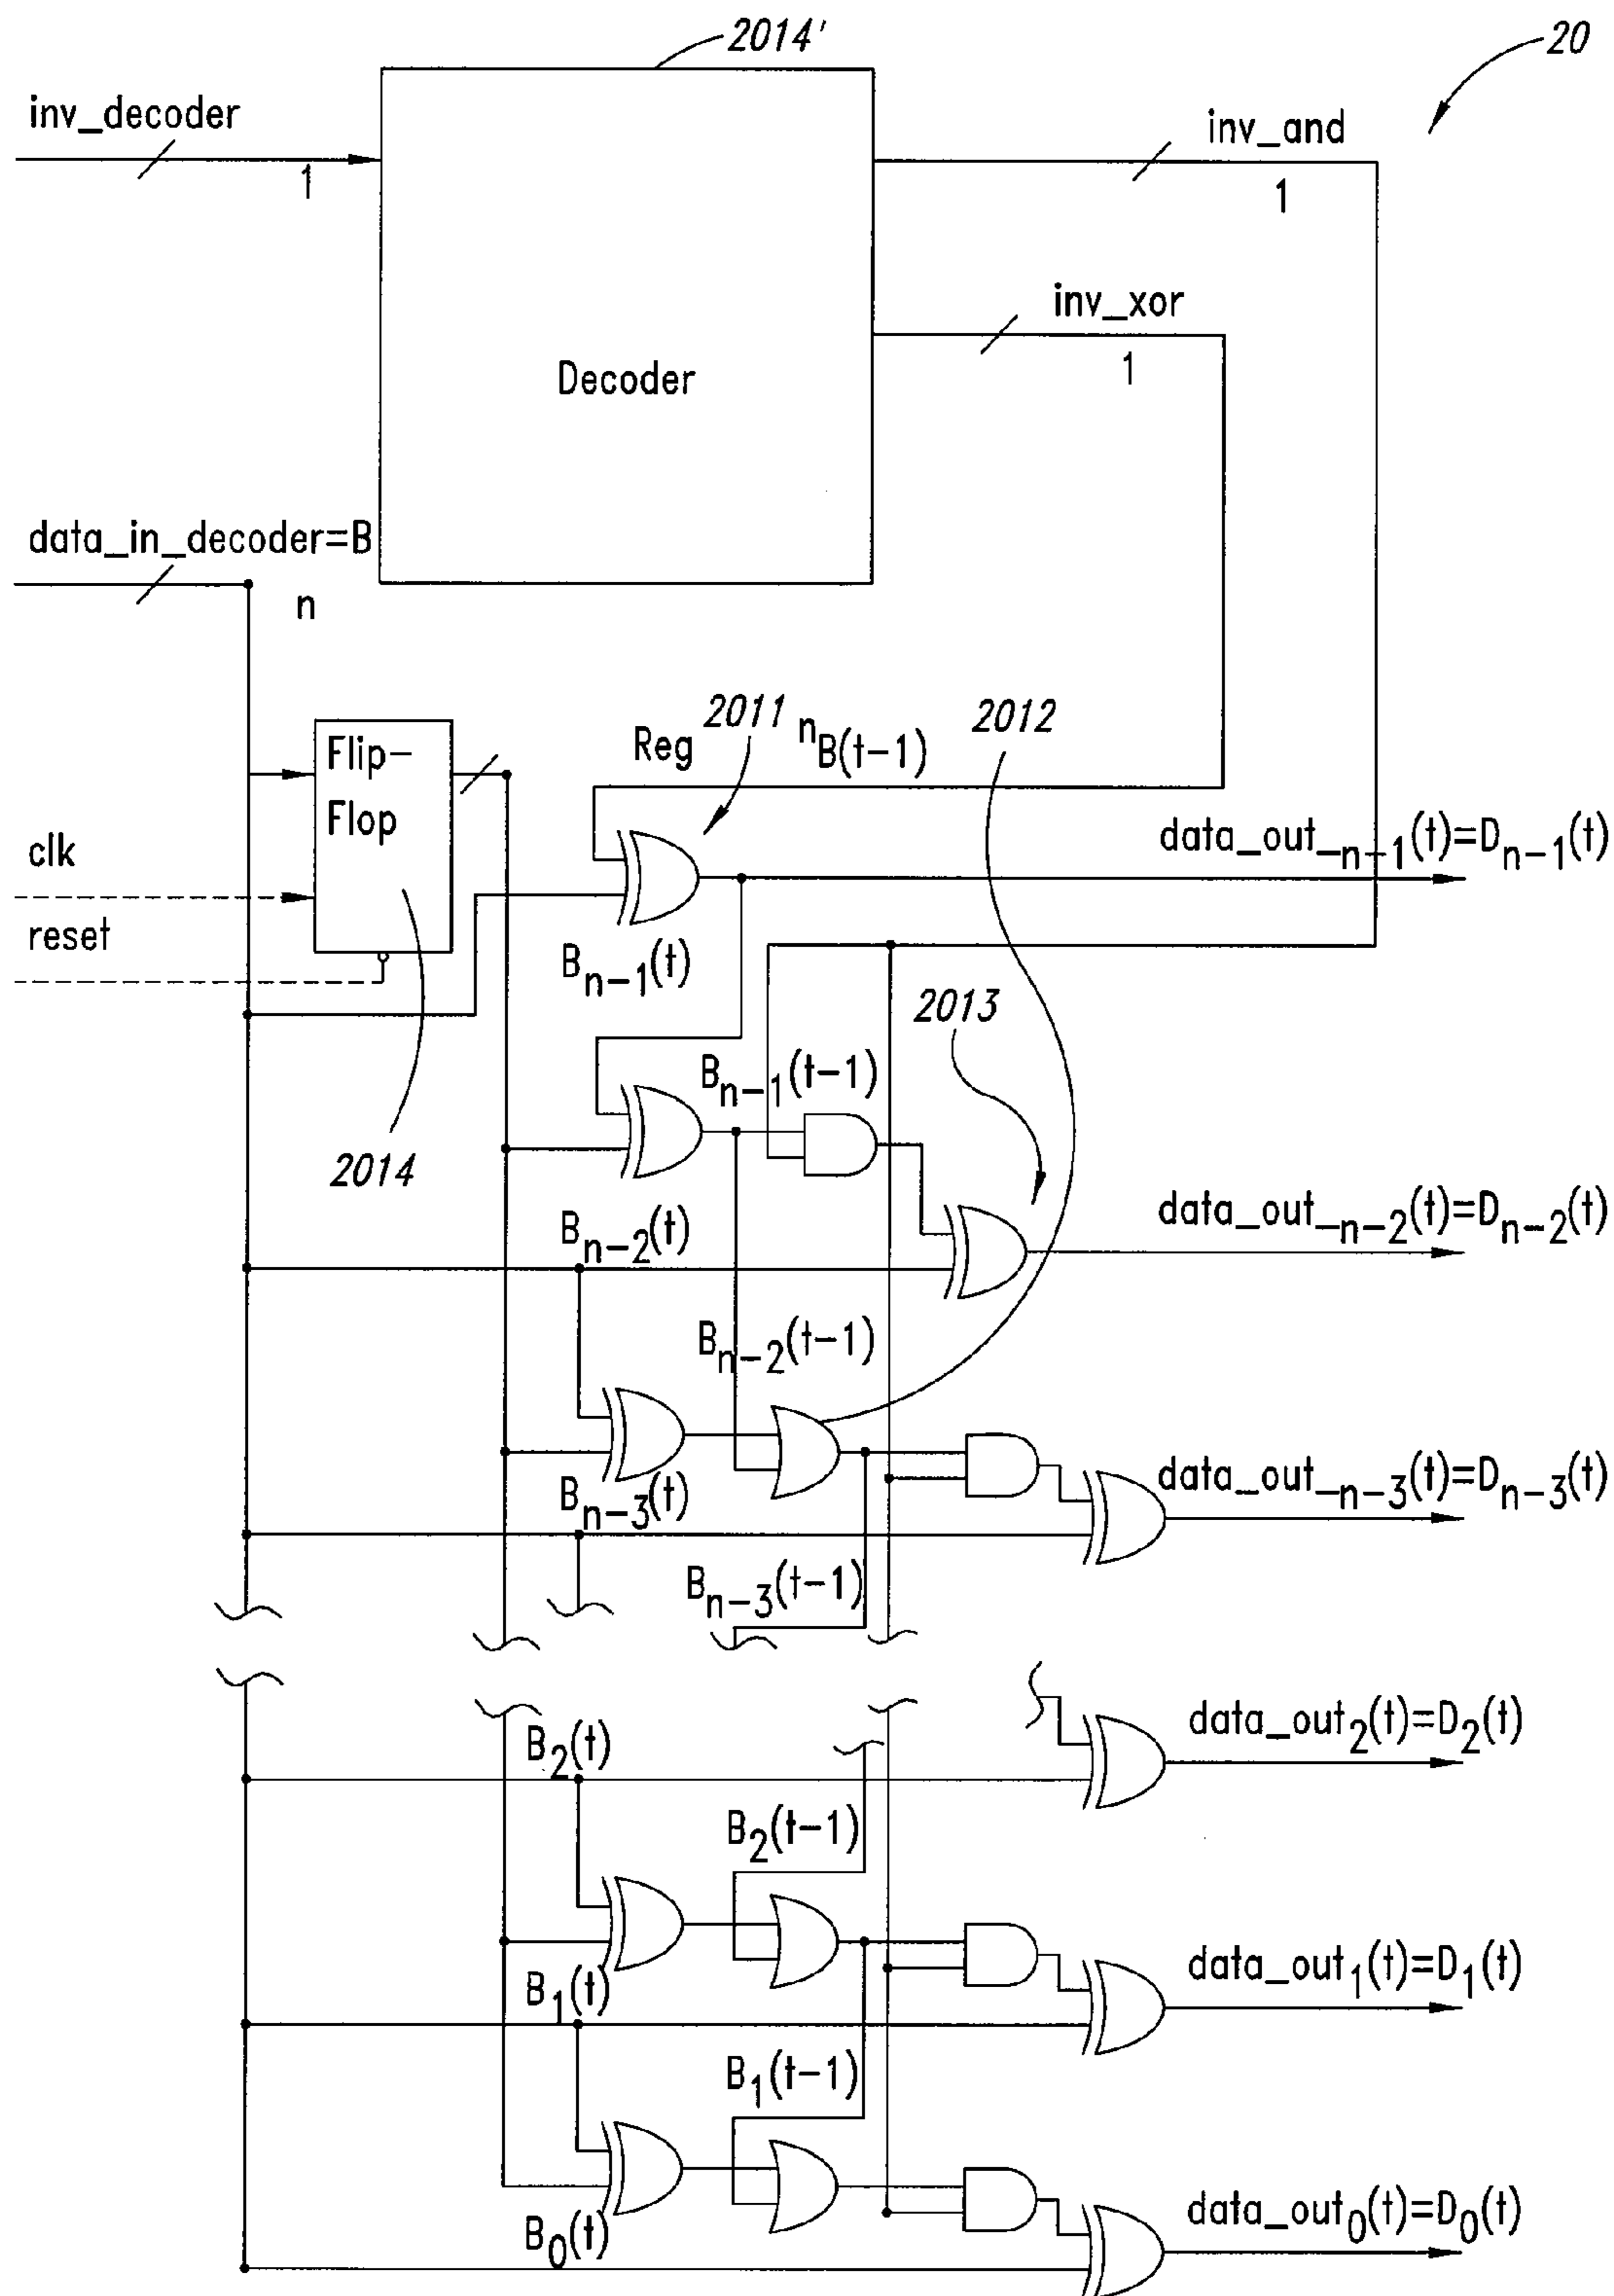 2014'
20
inv_decoder
1
inv_and
1
inv_xor
1
Decoder
data_in_decoder=B
n
Flip-
Flop
Reg
2011
nB(t-1)
2012
clk
reset
data_out_n-1(t)=Dn-1(t)
Bn-1(t)
2013
Bn-1(t-1)
2014
Bn-2(t)
data_out_n-2(t)=Dn-2(t)
Bn-2(t-1)
Bn-3(t)
data_out_n-3(t)=Dn-3(t)
Bn-3(t-1)
B2(t)
data_out2(t)=D2(t)
B2(t-1)
B1(t)
data_out1(t)=D1(t)
B1(t-1)
B0(t)
data_out0(t)=D0(t)